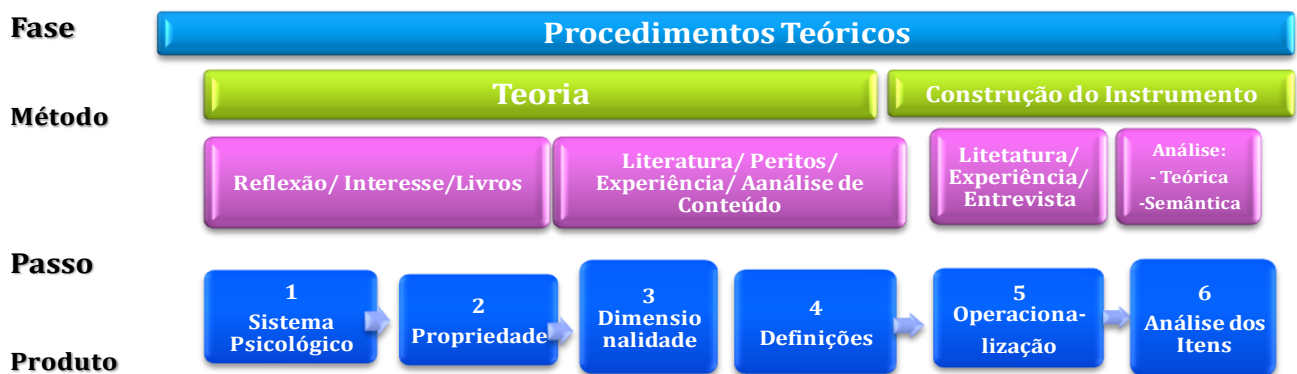 Fase
Procedimentos Teóricos
Teoria
Construção do Instrumento
Método
Reflexão/ Interesse/Livros
Literatura/ Peritos/
Experiência/ Aanálise de
Conteúdo
Litetatura/
Experiência/
Entrevista
Análise:
- Teórica
-Semântica
Passo
1
Sistema
Psicológico
2
Propriedade
3
Dimensio
nalidade
4
Definições
5
Operaciona-
lização
6
Análise dos
Itens
Produto